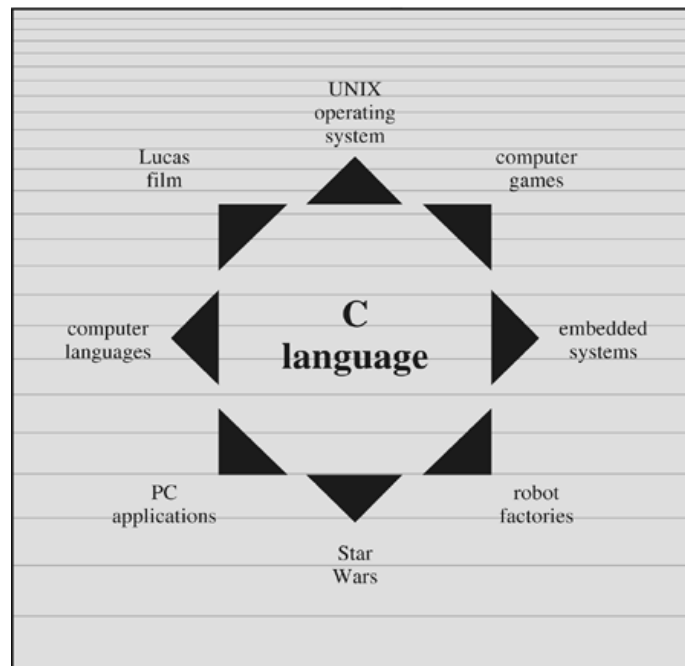 UNIX
operating
system
Lucas
film
computer
games
computer
languages
C
language
embedded
systems
PC
applications
robot
factories
Star
Wars